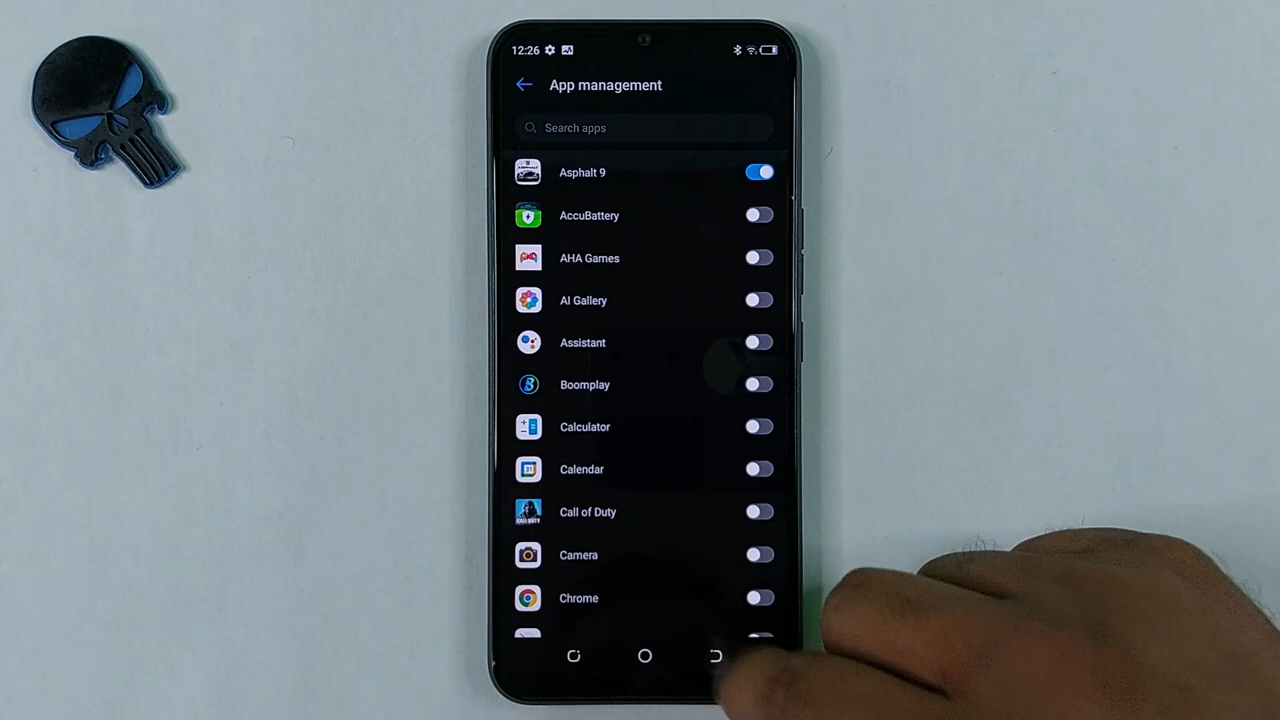 12:26
App management
Search apps
Asphalt 9
AccuBattery
AHA Games
AI Gallery
Assistant
Boomplay
Calculator
Calendar
Call of Duty
Camera
Chrome